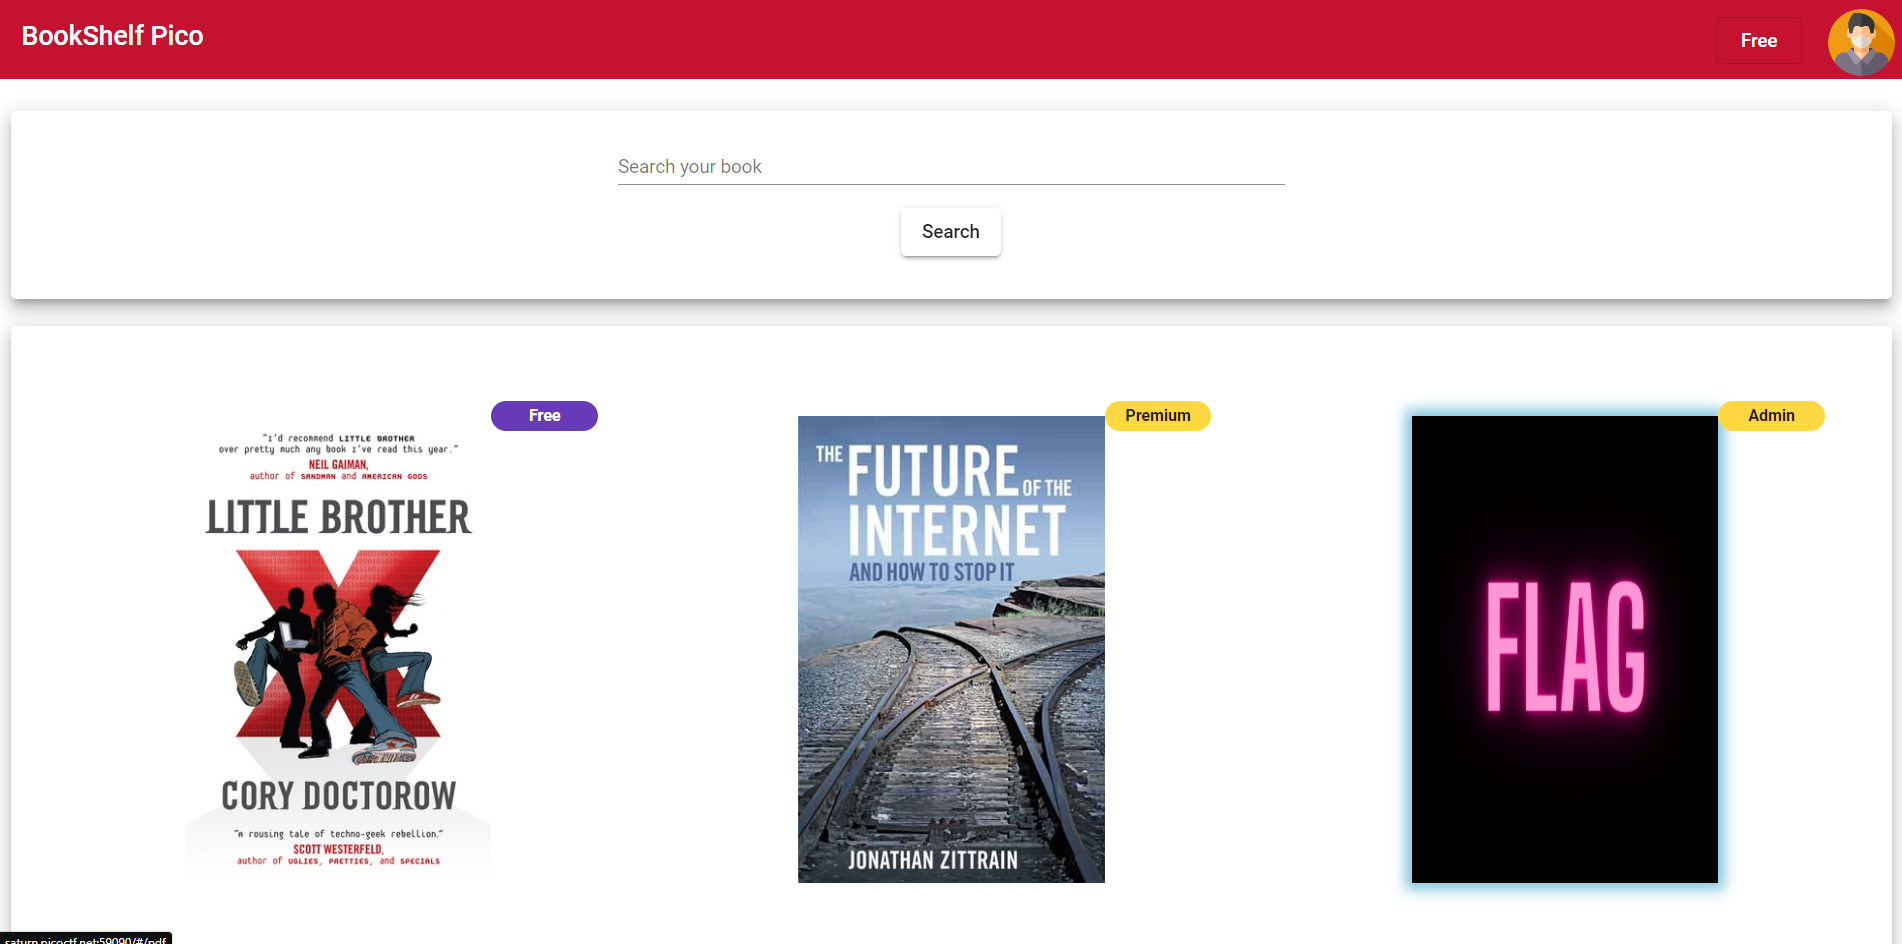 BookShelf Pico
Free
Search your book
Search
Free
"I'd recommend LITTLE BROTHER
over pretty much any book I've read this year."
NEIL GAIMAN,
author of SANDMAN and AMERICAN GODS
LITTLE BROTHER
CORY DOCTOROW
"A rousing tale of techno-geek rebellion."
SCOTT WESTERFELD,
author of UGLIES, PRETTIES, and SPECIALS
Premium
THE FUTURE OF THE
INTERNET
AND HOW TO STOP IT
JONATHAN ZITTRAIN
Admin
FLAG
saturn.picoctf.net:59090/#/pdf